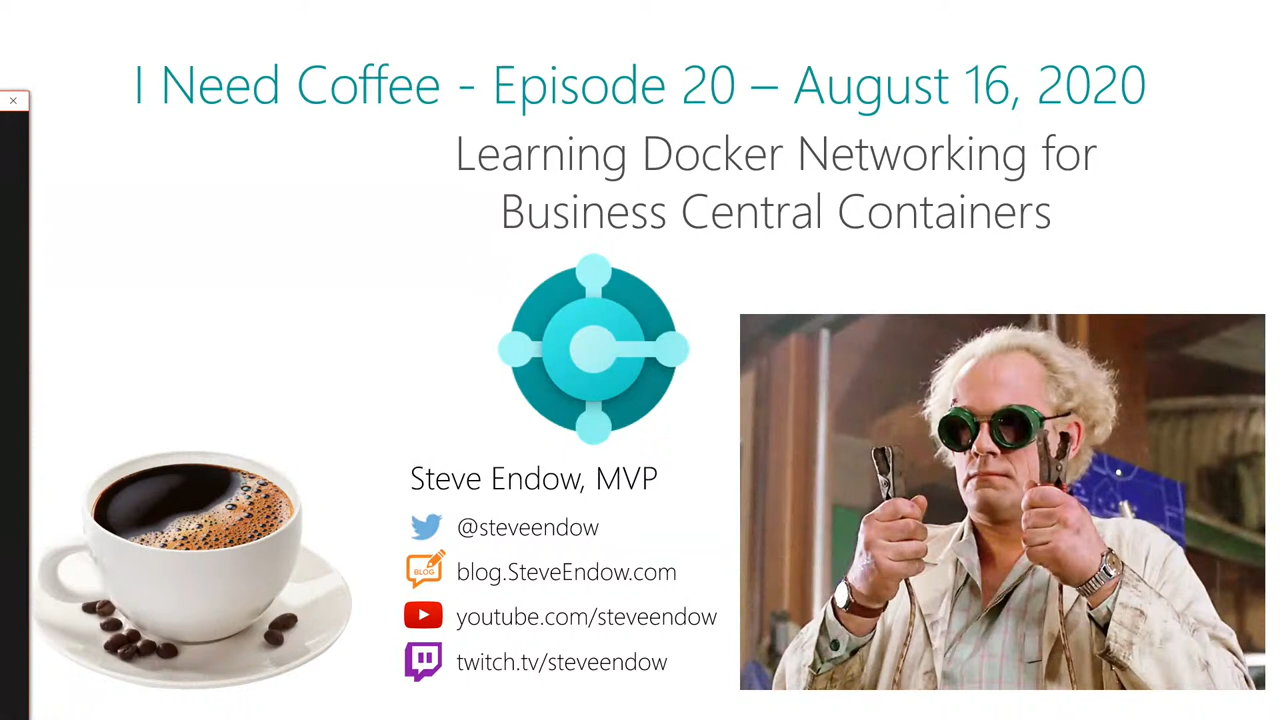 I Need Coffee - Episode 20 – August 16, 2020
Learning Docker Networking for
Business Central Containers
Steve Endow, MVP
@steveendow
BLOG
blog.SteveEndow.com
youtube.com/steveendow
twitch.tv/steveendow